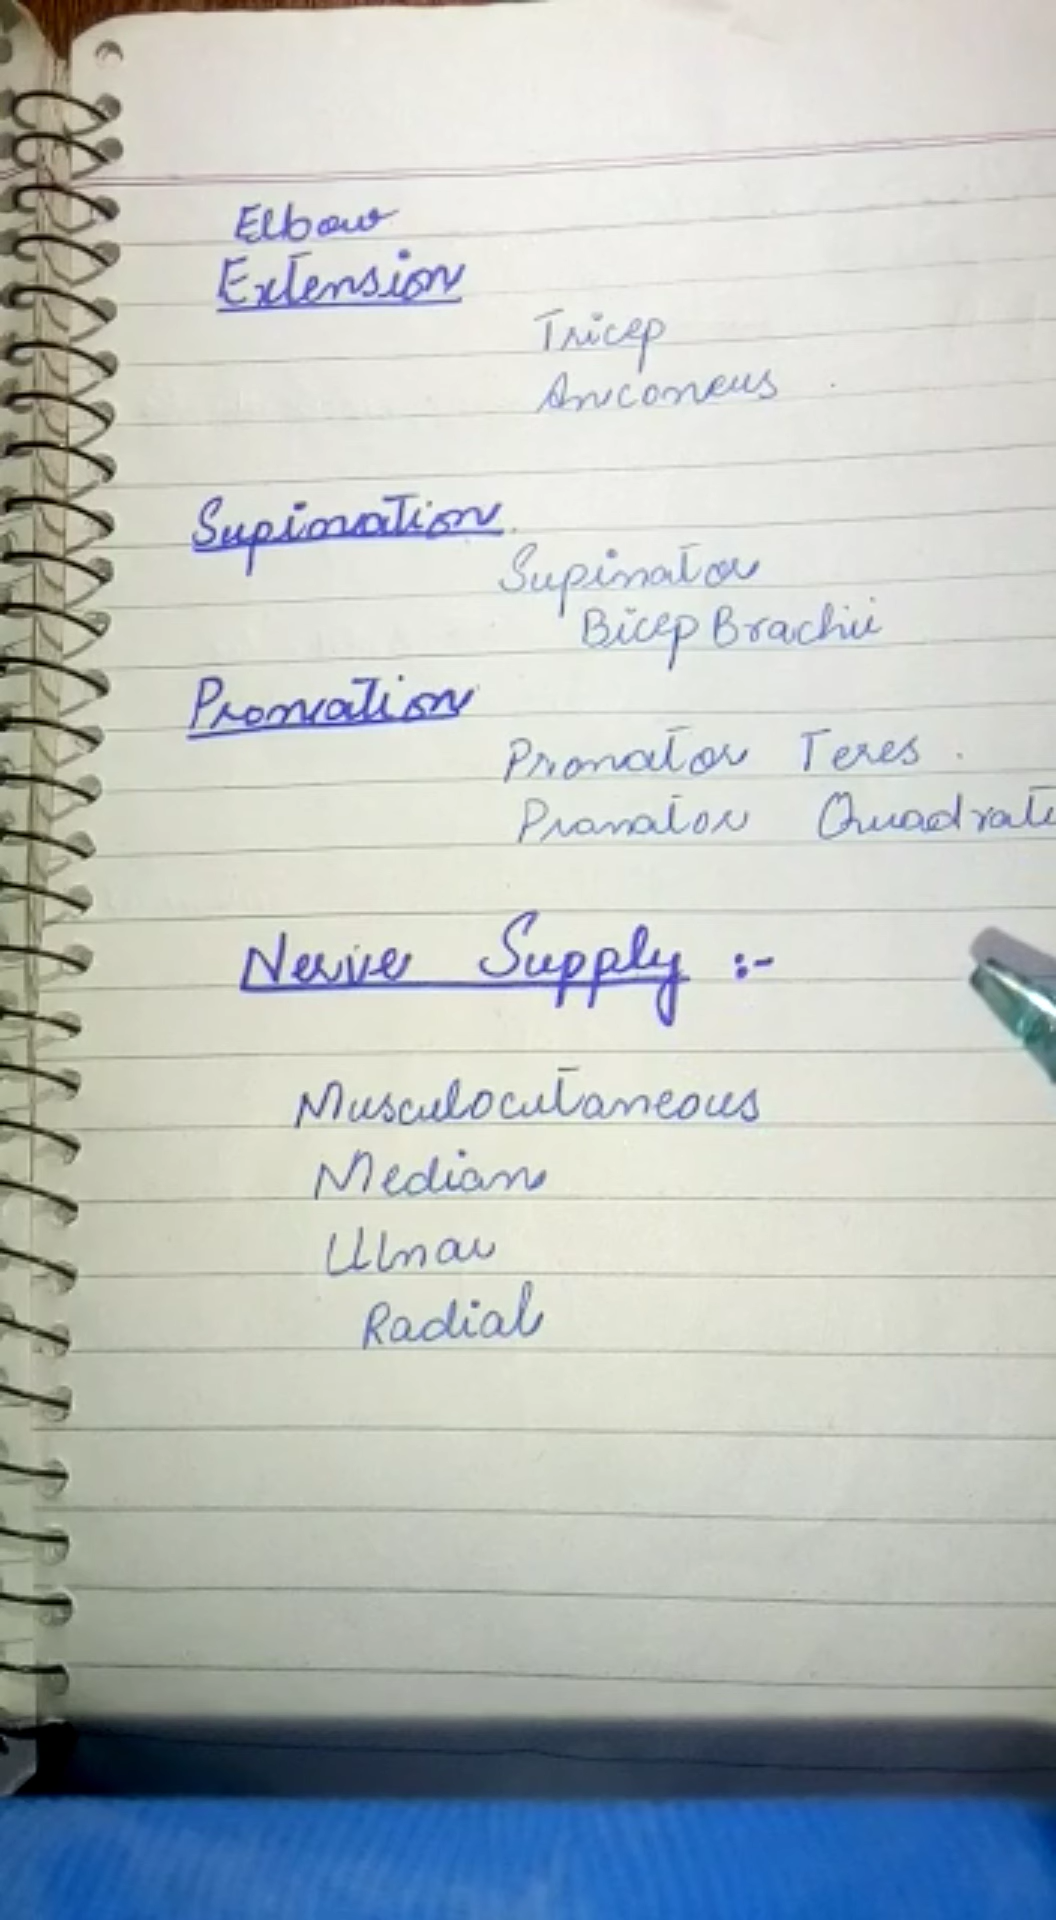 Elbow
Extension
Tricep
Anconeus
Supination
Supinator
Bicep Brachii
Pronation
Pronator Teres
Pronator Quadrate
Nerve Supply :-
Musculocutaneous
Median
Ulnar
Radial